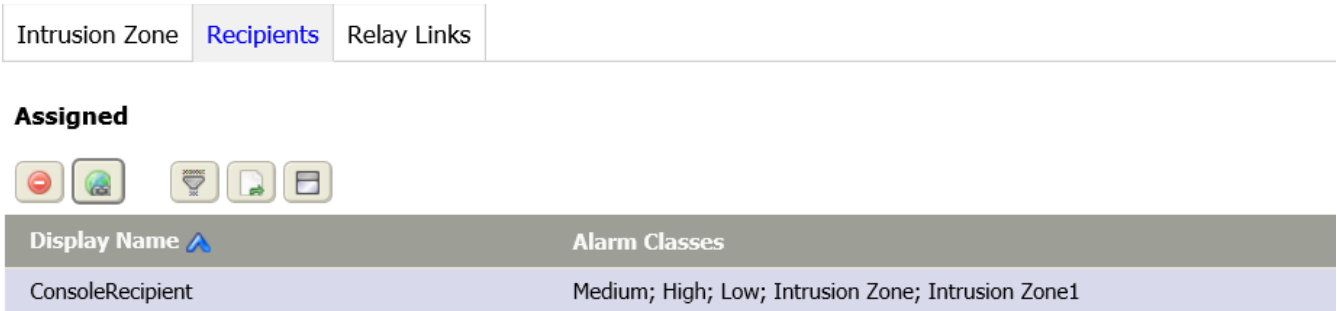 Intrusion Zone Recipients Relay Links
Assigned
Display Name Alarm Classes
ConsoleRecipient Medium; High; Low; Intrusion Zone; Intrusion Zone1